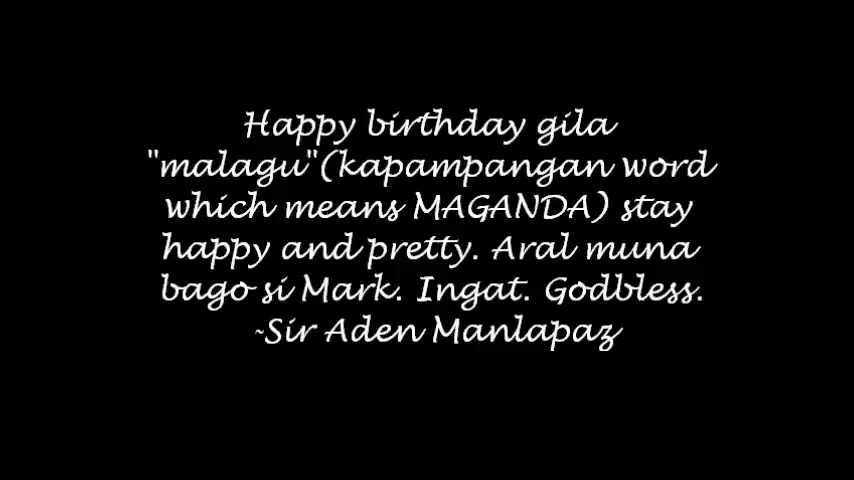 Happy birthday gila
"malagu"(kapampangan word
which means MAGANDA) stay
happy and pretty. Aral muna
bago si Mark. Ingat. Godbless.
~Sir Aden Manlapaz